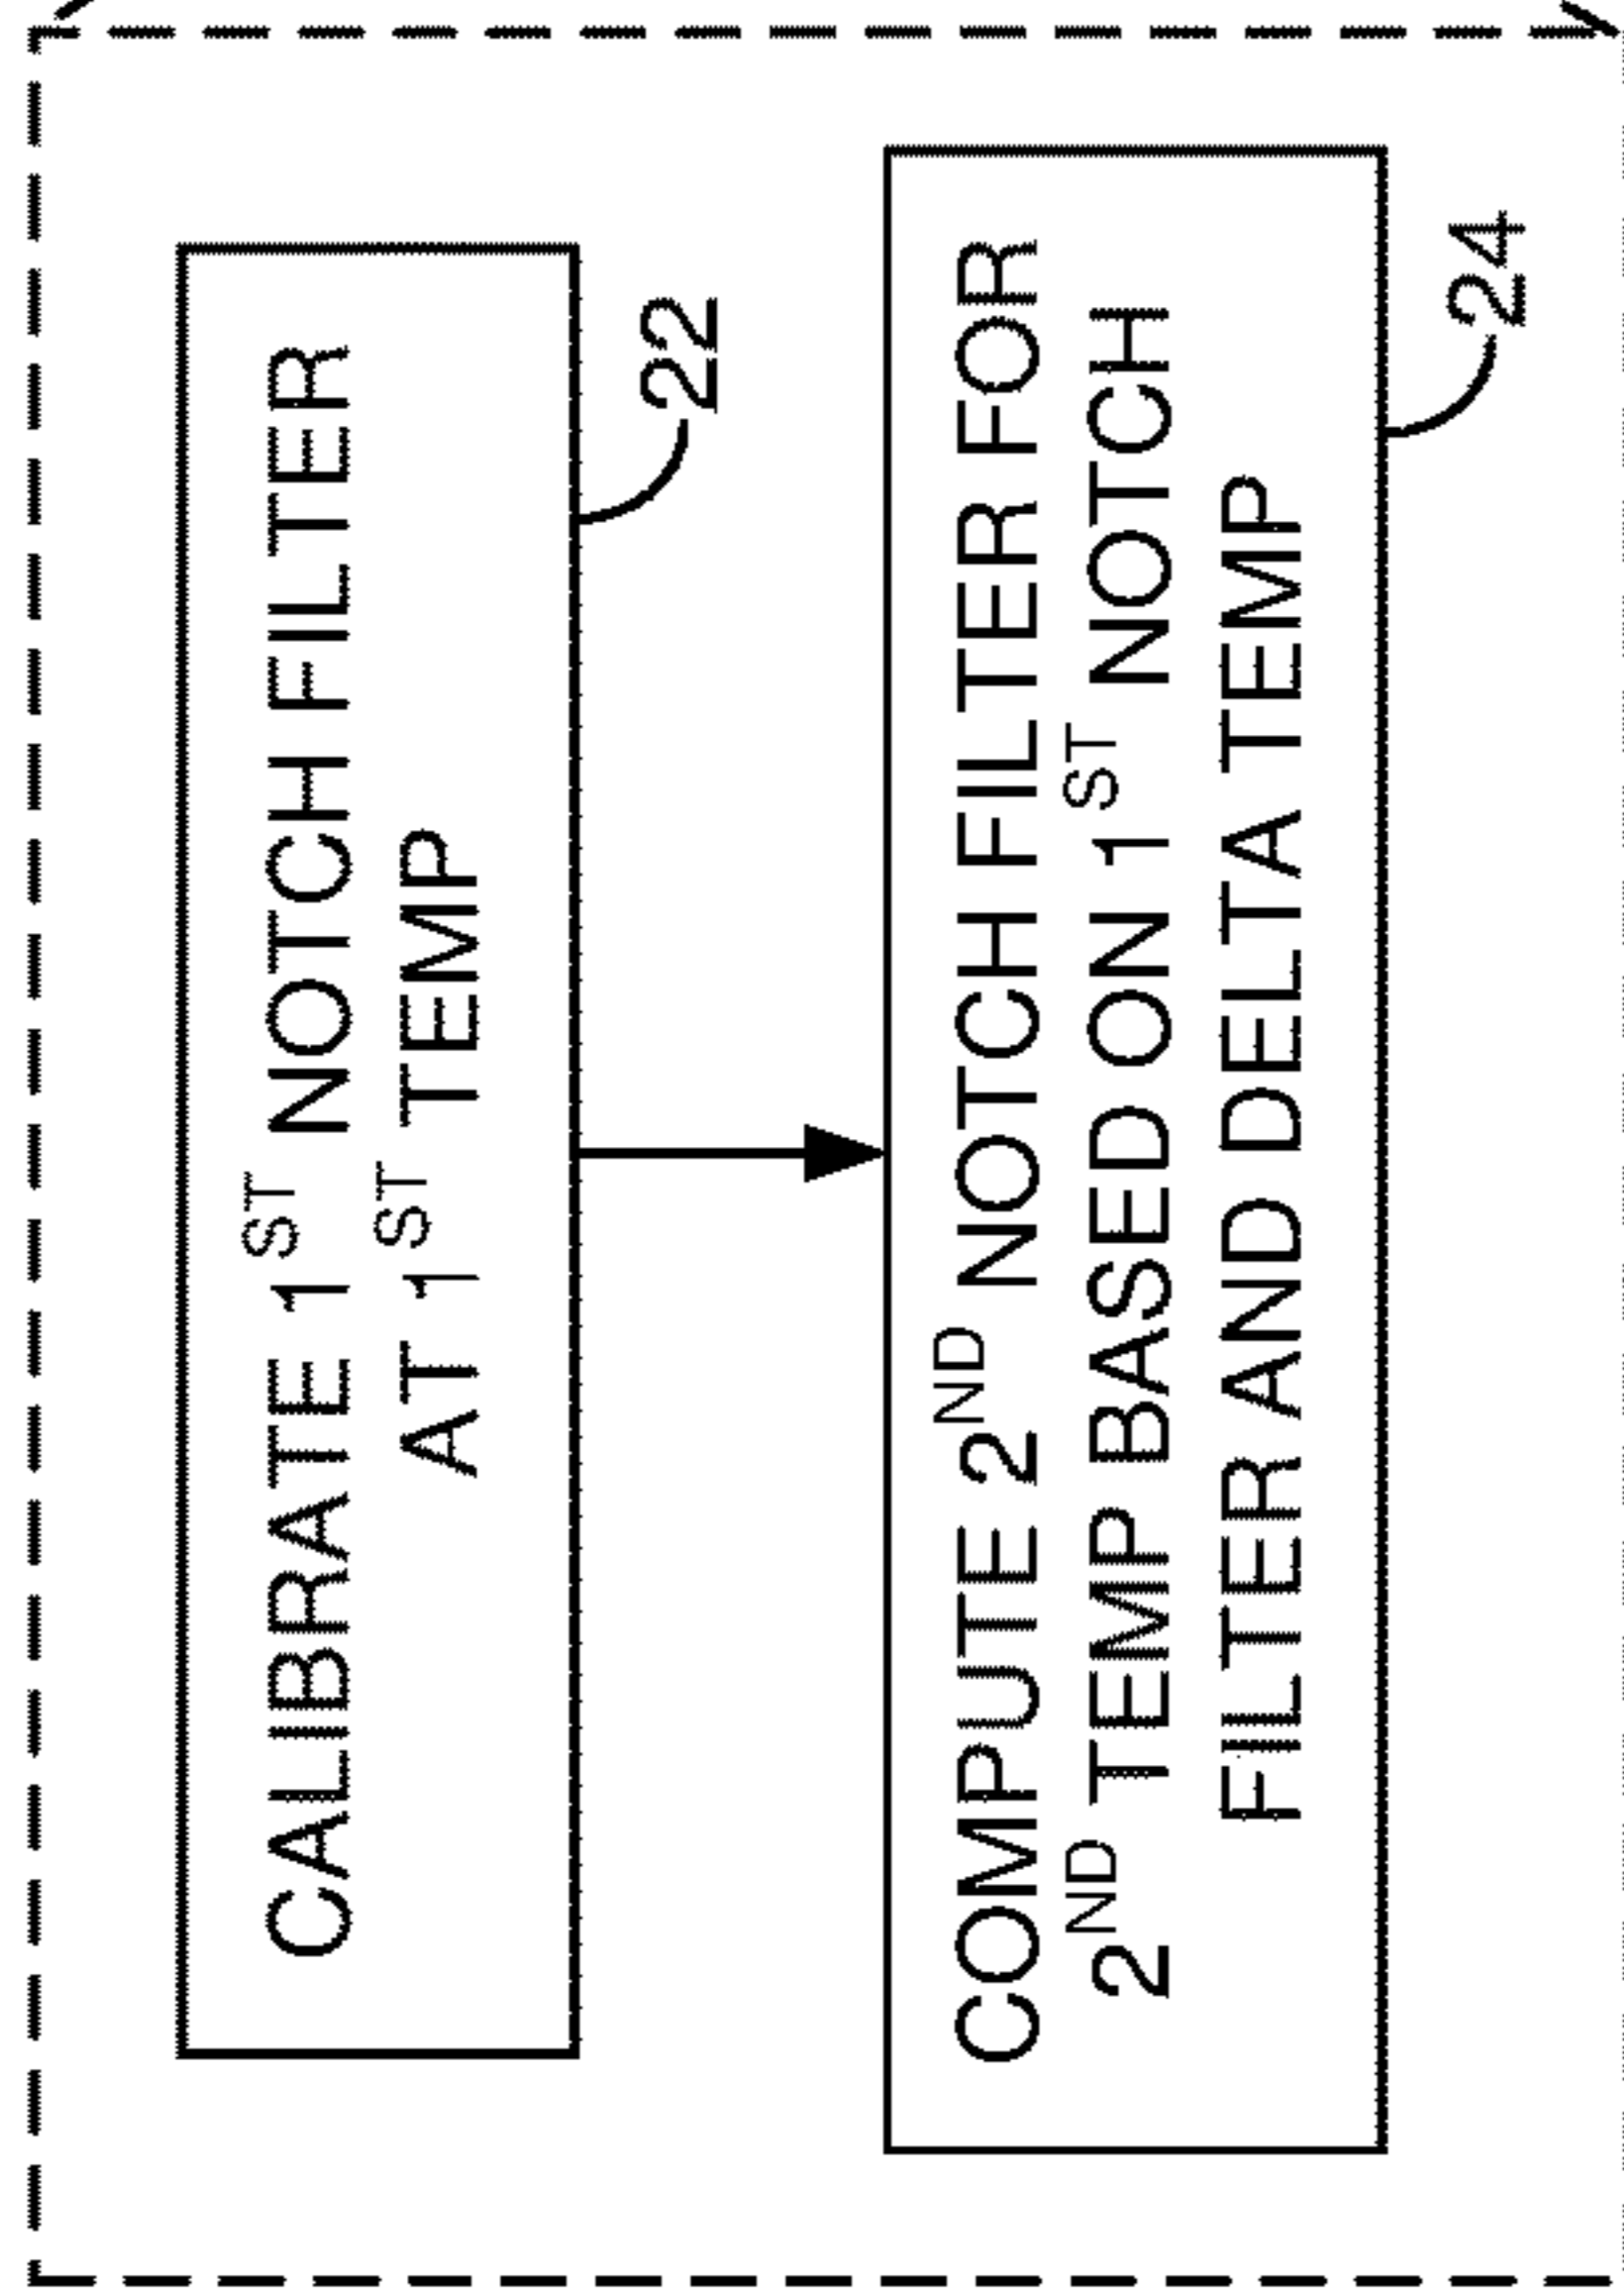 CALIBRATE 1ST NOTCH FILTER
AT 1ST TEMP
22
COMPUTE 2ND NOTCH FILTER FOR
2ND TEMP BASED ON 1ST NOTCH
FILTER AND DELTA TEMP
24